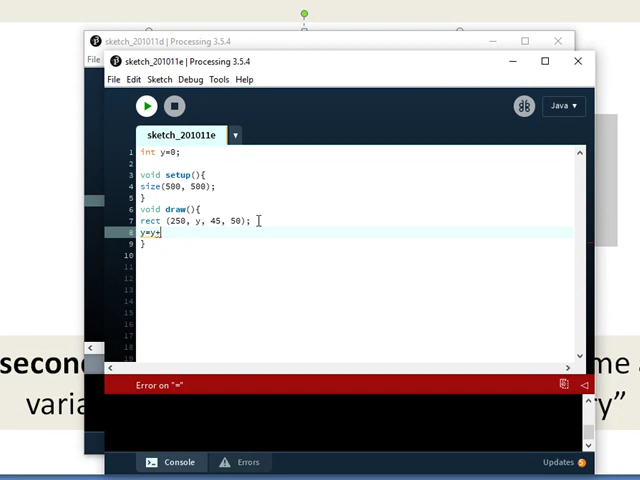 sketch_201011d | Processing 3.5.4
File
sketch_201011e | Processing 3.5.4
File Edit Sketch Debug Tools Help
Java ▾
sketch_201011e ▾
1 int y=0;
2
3 void setup(){
4 size(500, 500);
5 }
6 void draw(){
7 rect (250, y, 45, 50);
8 y=y+
9 }
10
11
12
13
14
15
16
17
18
Error on "="
secon
me a
varia
ry”
Console Errors Updates 5